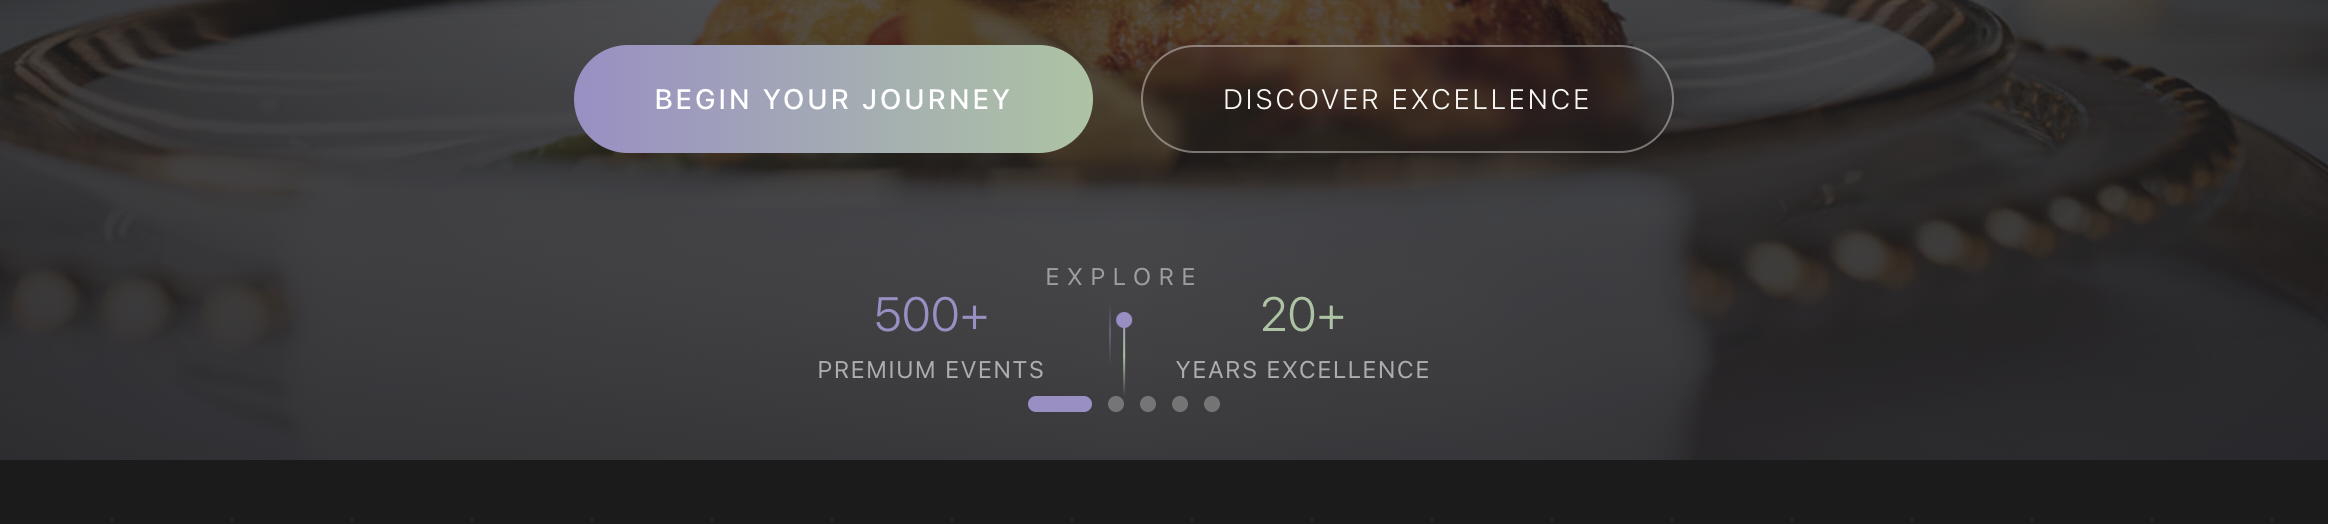 BEGIN YOUR JOURNEY
DISCOVER EXCELLENCE
EXPLORE
500+
20+
PREMIUM EVENTS
YEARS EXCELLENCE